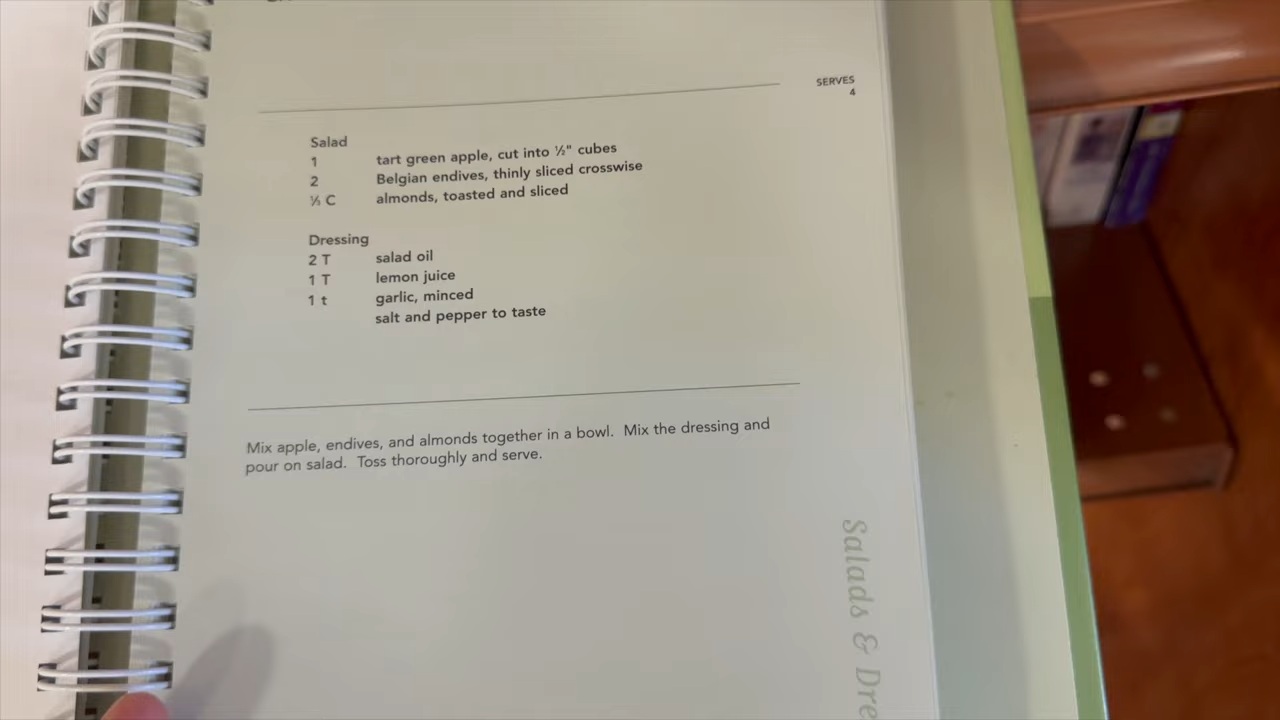 SERVES
4
Salad
1 tart green apple, cut into ½" cubes
2 Belgian endives, thinly sliced crosswise
⅓ C almonds, toasted and sliced
Dressing
2 T salad oil
1 T lemon juice
1 t garlic, minced
salt and pepper to taste
Mix apple, endives, and almonds together in a bowl. Mix the dressing and
pour on salad. Toss thoroughly and serve.
Salads & Dre